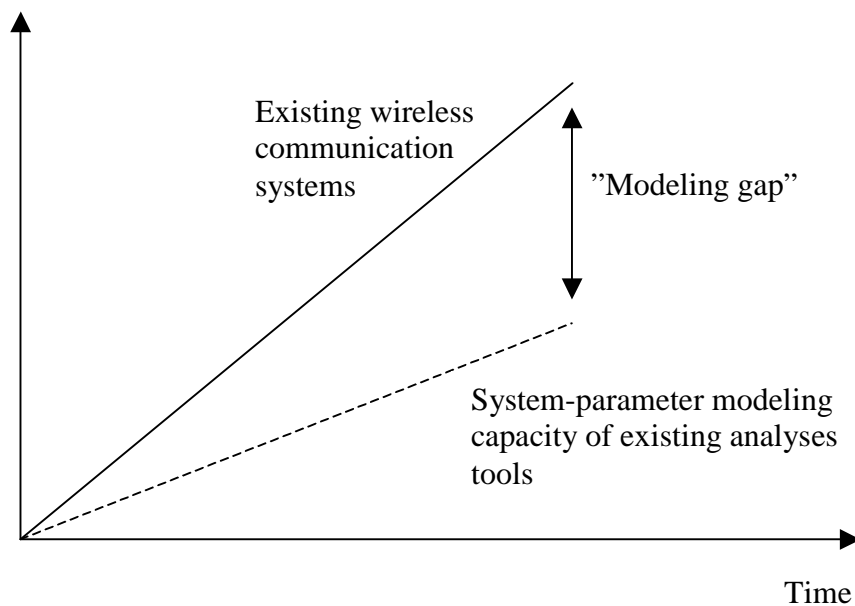 Existing wireless
communication
systems
”Modeling gap”
System-parameter modeling
capacity of existing analyses
tools
Time